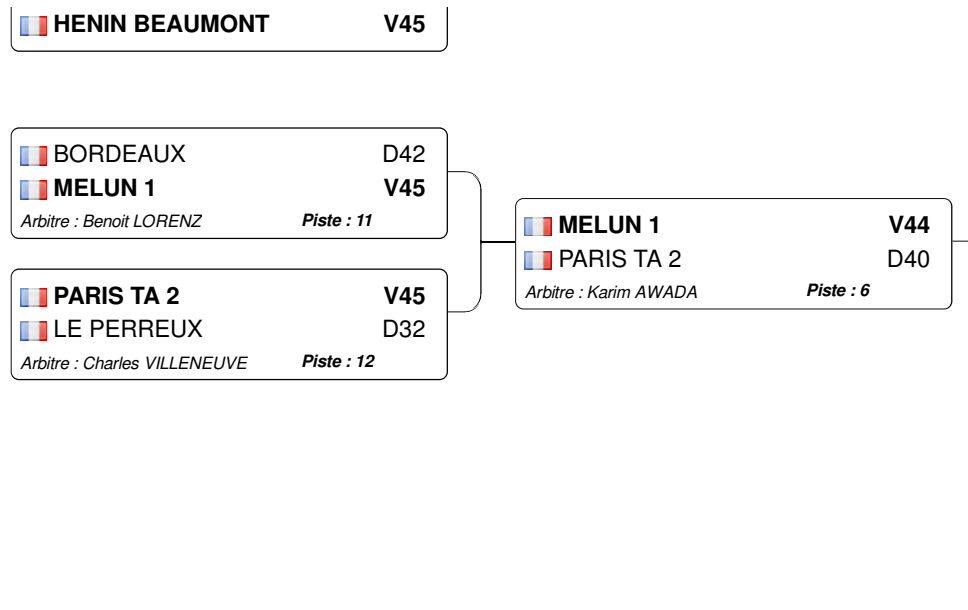 HENIN BEAUMONT V45
BORDEAUX D42
MELUN 1 V45
Arbitre : Benoit LORENZ Piste : 11
PARIS TA 2 V45
LE PERREUX D32
Arbitre : Charles VILLENEUVE Piste : 12
MELUN 1 V44
PARIS TA 2 D40
Arbitre : Karim AWADA Piste : 6